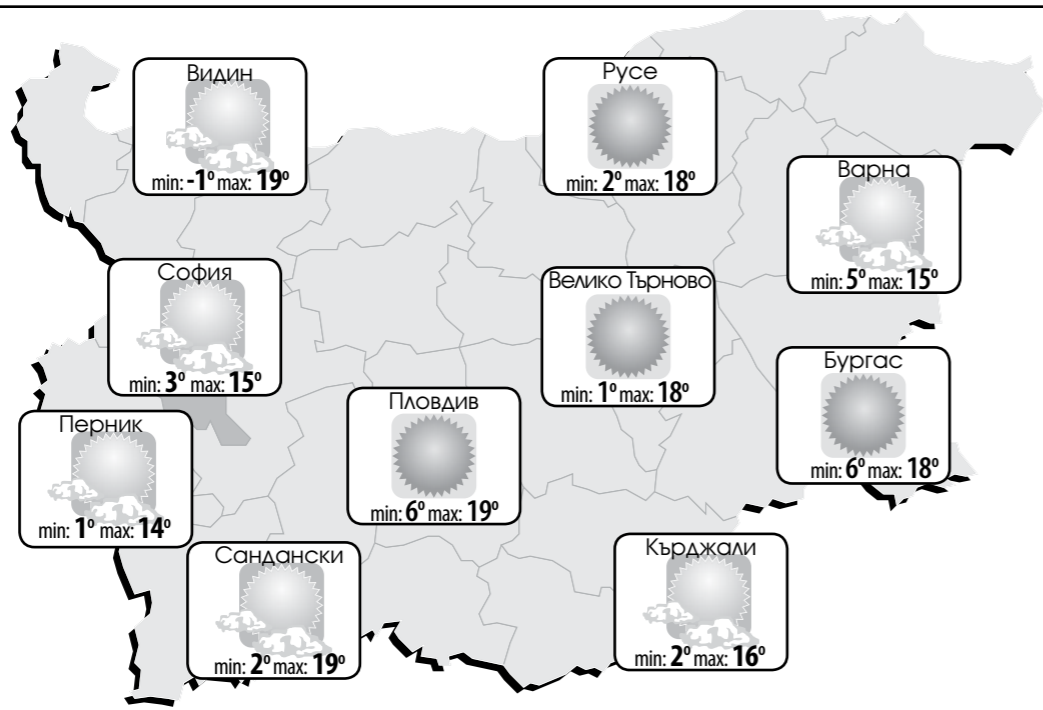 Видин
min: -1° max: 19°
Русе
min: 2° max: 18°
Варна
min: 5° max: 15°
София
min: 3° max: 15°
Велико Търново
min: 1° max: 18°
Бургас
min: 6° max: 18°
Пловдив
min: 6° max: 19°
Перник
min: 1° max: 14°
Сандански
min: 2° max: 19°
Кърджали
min: 2° max: 16°